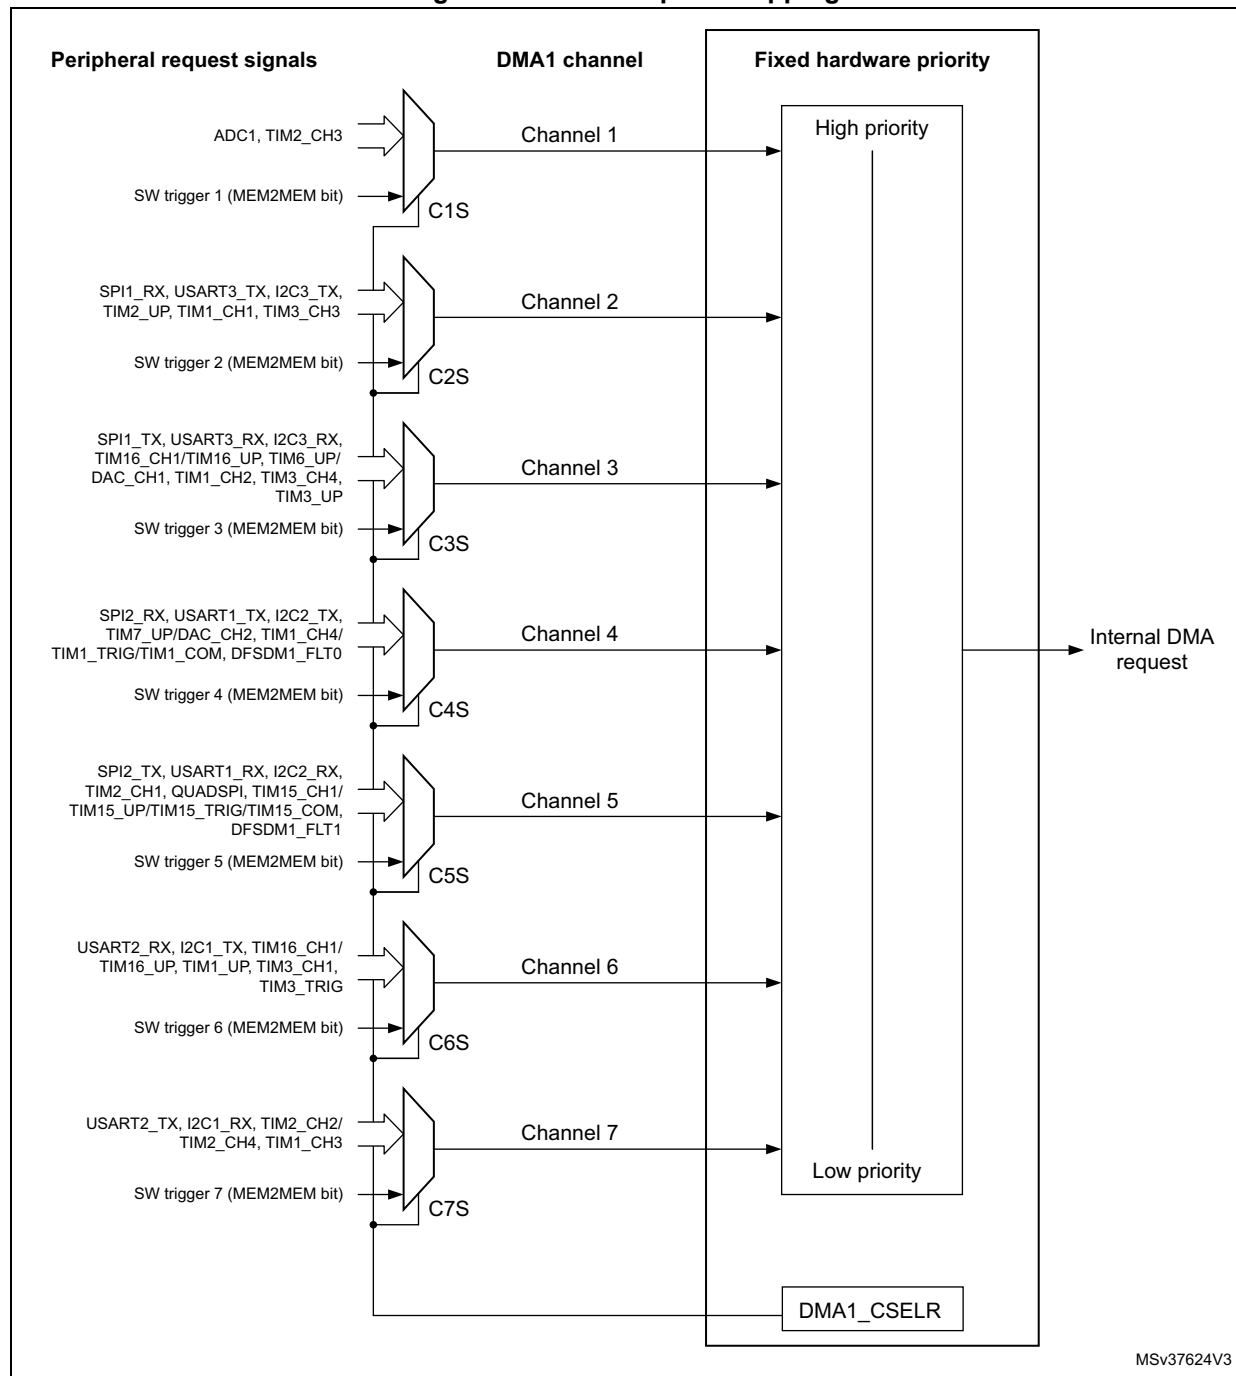 Peripheral request signals
DMA1 channel
Fixed hardware priority
High priority
ADC1, TIM2_CH3
Channel 1
SW trigger 1 (MEM2MEM bit)
C1S
SPI1_RX, USART3_TX, I2C3_TX,
TIM2_UP, TIM1_CH1, TIM3_CH3
Channel 2
SW trigger 2 (MEM2MEM bit)
C2S
SPI1_TX, USART3_RX, I2C3_RX,
TIM16_CH1/TIM16_UP, TIM6_UP/
DAC_CH1, TIM1_CH2, TIM3_CH4,
TIM3_UP
Channel 3
SW trigger 3 (MEM2MEM bit)
C3S
SPI2_RX, USART1_TX, I2C2_TX,
TIM7_UP/DAC_CH2, TIM1_CH4/
TIM1_TRIG/TIM1_COM, DFSDM1_FLT0
Channel 4
Internal DMA
request
SW trigger 4 (MEM2MEM bit)
C4S
SPI2_TX, USART1_RX, I2C2_RX,
TIM2_CH1, QUADSPI, TIM15_CH1/
TIM15_UP/TIM15_TRIG/TIM15_COM,
DFSDM1_FLT1
Channel 5
SW trigger 5 (MEM2MEM bit)
C5S
USART2_RX, I2C1_TX, TIM16_CH1/
TIM16_UP, TIM1_UP, TIM3_CH1,
TIM3_TRIG
Channel 6
SW trigger 6 (MEM2MEM bit)
C6S
USART2_TX, I2C1_RX, TIM2_CH2/
TIM2_CH4, TIM1_CH3
Channel 7
Low priority
SW trigger 7 (MEM2MEM bit)
C7S
DMA1_CSELR
MSv37624V3